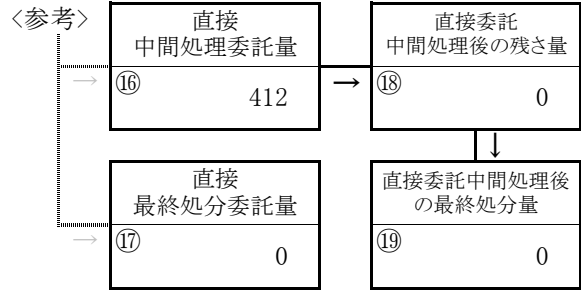 〈参考〉
直接
中間処理委託量
⑯
412
→
→
直接委託
中間処理後の残さ量
⑱
0
↓
直接
最終処分委託量
⑰
0
→
直接委託中間処理後
の最終処分量
⑲
0